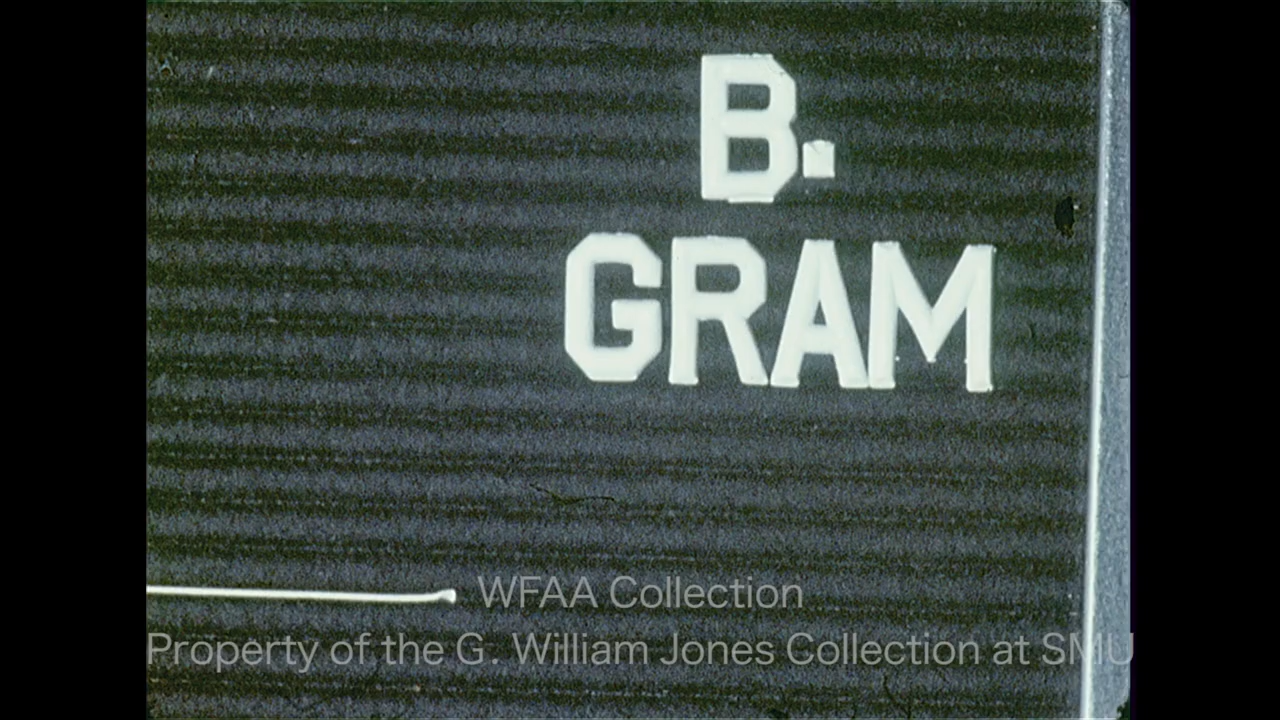 B.
GRAM
WFAA Collection
Property of the G. William Jones Collection at SMU